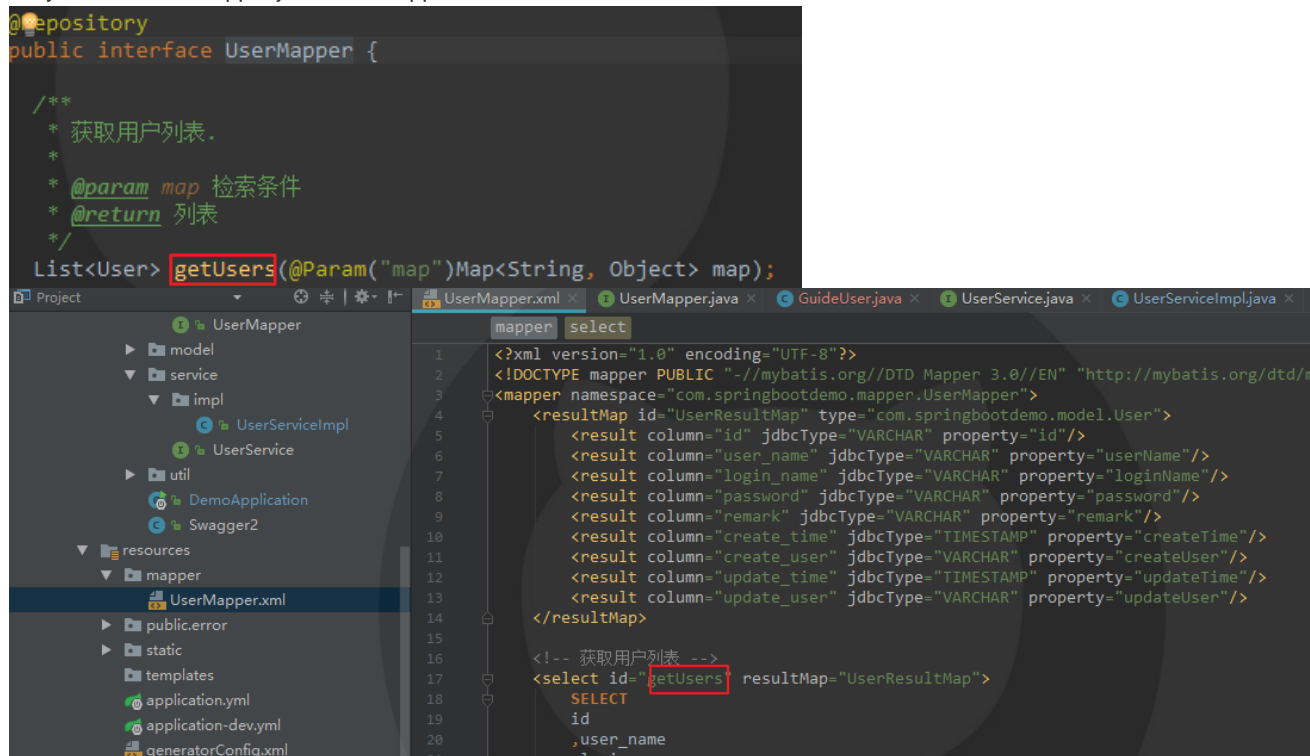 @Repository
public interface UserMapper {
/**
* 获取用户列表.
*
* @param map 检索条件
* @return 列表
*/
List<User> getUsers(@Param("map")Map<String, Object> map);
Project
UserMapper.xml × UserMapper.java × GuideUser.java × UserService.java × UserServiceImpl.java ×
UserMapper
model
service
impl
UserServiceImpl
UserService
util
DemoApplication
Swagger2
resources
mapper
UserMapper.xml
public.error
static
templates
application.yml
application-dev.yml
generatorConfig.xml
mapper select
1 <?xml version="1.0" encoding="UTF-8"?>
2 <!DOCTYPE mapper PUBLIC "-//mybatis.org//DTD Mapper 3.0//EN" "http://mybatis.org/dtd/
3 <mapper namespace="com.springbootdemo.mapper.UserMapper">
4 <resultMap id="UserResultMap" type="com.springbootdemo.model.User">
5 <result column="id" jdbcType="VARCHAR" property="id"/>
6 <result column="user_name" jdbcType="VARCHAR" property="userName"/>
7 <result column="login_name" jdbcType="VARCHAR" property="loginName"/>
8 <result column="password" jdbcType="VARCHAR" property="password"/>
9 <result column="remark" jdbcType="VARCHAR" property="remark"/>
10 <result column="create_time" jdbcType="TIMESTAMP" property="createTime"/>
11 <result column="create_user" jdbcType="VARCHAR" property="createUser"/>
12 <result column="update_time" jdbcType="TIMESTAMP" property="updateTime"/>
13 <result column="update_user" jdbcType="VARCHAR" property="updateUser"/>
14 </resultMap>
15
16 <!-- 获取用户列表 -->
17 <select id="getUsers" resultMap="UserResultMap">
18 SELECT
19 id
20 ,user_name